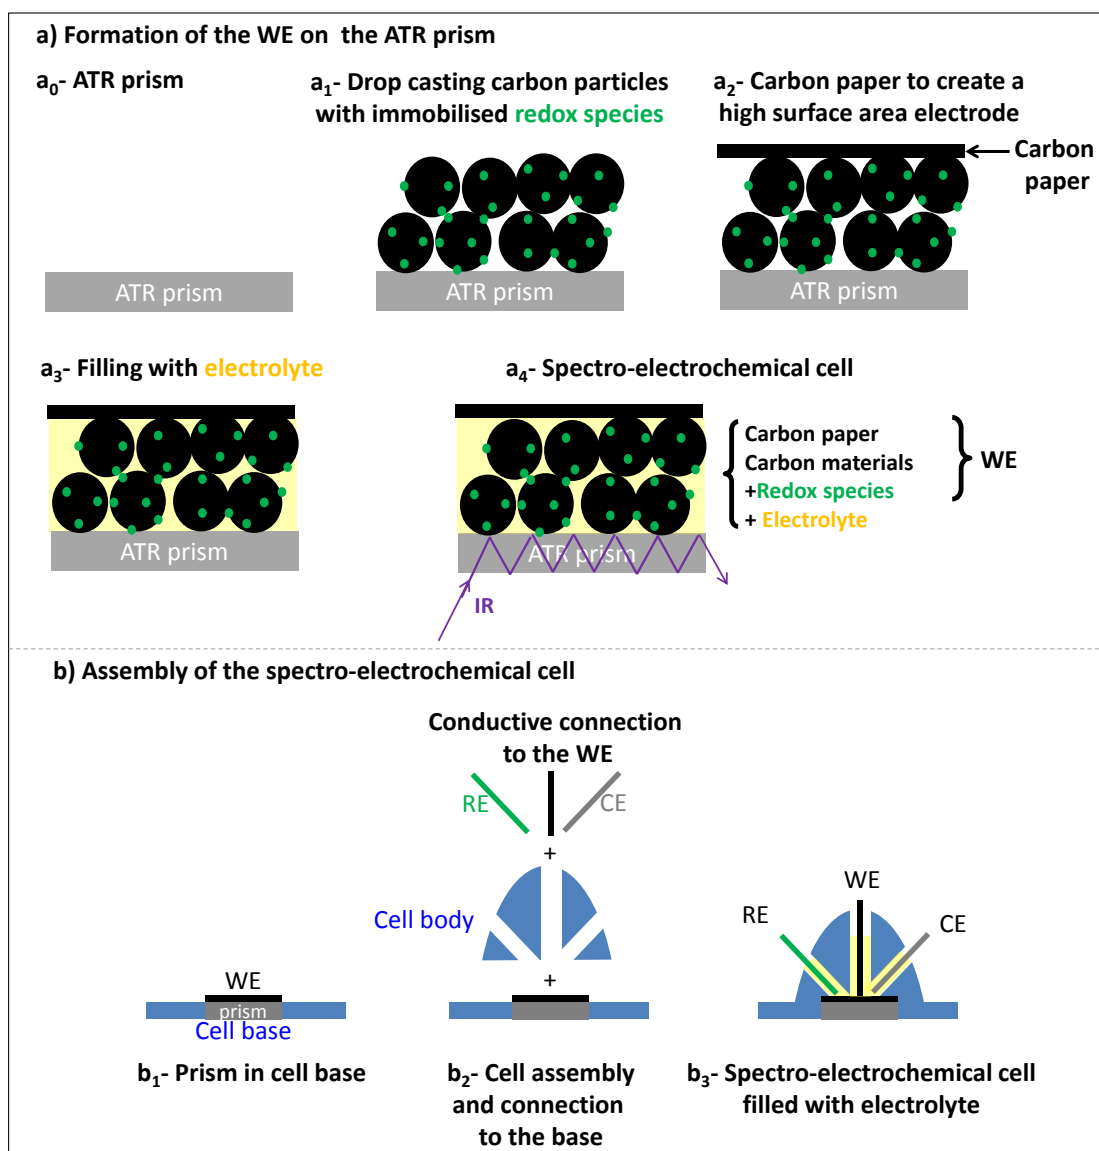 a) Formation of the WE on the ATR prism
a0- ATR prism
a1- Drop casting carbon particles
with immobilised redox species
a2- Carbon paper to create a
high surface area electrode
Carbon
paper
ATR prism
ATR prism
ATR prism
a3- Filling with electrolyte
a4- Spectro-electrochemical cell
Carbon paper
Carbon materials
+Redox species
+ Electrolyte
WE
ATR prism
ATR prism
IR
b) Assembly of the spectro-electrochemical cell
Conductive connection
to the WE
RE
CE
+
Cell body
+
WE
prism
Cell base
WE
RE
CE
b1- Prism in cell base
b2- Cell assembly
and connection
to the base
b3- Spectro-electrochemical cell
filled with electrolyte